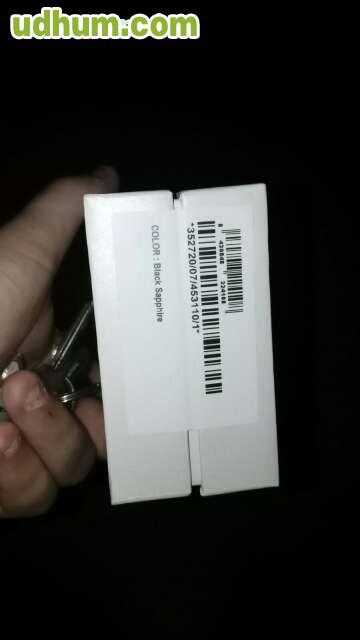 udhum.com
COLOR : Black Sapphire
*352720/07/453110/1*